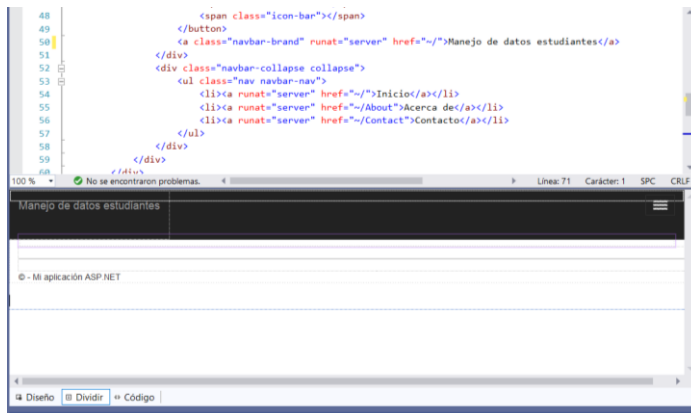 48 <span class="icon-bar"></span>
49 </button>
50 <a class="navbar-brand" runat="server" href="~/">Manejo de datos estudiantes</a>
51 </div>
52 <div class="navbar-collapse collapse">
53 <ul class="nav navbar-nav">
54 <li><a runat="server" href="~/">Inicio</a></li>
55 <li><a runat="server" href="~/About">Acerca de</a></li>
56 <li><a runat="server" href="~/Contact">Contacto</a></li>
57 </ul>
58 </div>
59 </div>
60 </div>
100 % No se encontraron problemas. Línea: 71 Carácter: 1 SPC CRLF
Manejo de datos estudiantes
© - Mi aplicación ASP.NET
Diseño Dividir Código